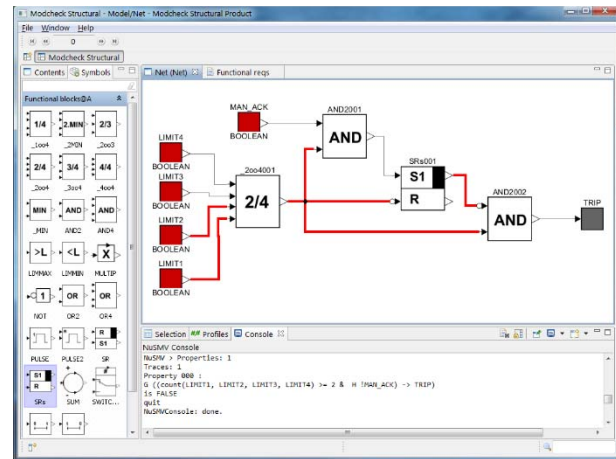 Modcheck Structural - Model/Net - Modcheck Structural Product
File Window Help
0
Modcheck Structural
Contents Symbols
Net (Net) Functional reqs
Functional blocks@A
1/4 2.MIN 2/3
_1oo4 _2MIN _2oo3
2/4 3/4 4/4
_2oo4 _3oo4 _4oo4
MIN AND AND
_MIN AND2 AND4
>L <L X
LIMMAX LIMMIN MULTIP
1 OR OR
NOT OR2 OR4
R
S1
PULSE PULSE2 SR
S1
R
SRs SUM SWITC...
MAN_ACK
BOOLEAN
AND2001
AND
LIMIT4
BOOLEAN
LIMIT3
BOOLEAN
LIMIT2
BOOLEAN
LIMIT1
BOOLEAN
2oo4001
2/4
SRs001
S1
R
AND2002
AND
TRIP
Selection Profiles Console
NuSMV Console
NuSMV > Properties: 1
Traces: 1
Property 000 :
G ((count(LIMIT1, LIMIT2, LIMIT3, LIMIT4) >= 2 & H !MAN_ACK) -> TRIP)
is FALSE
quit
NuSMVConsole: done.